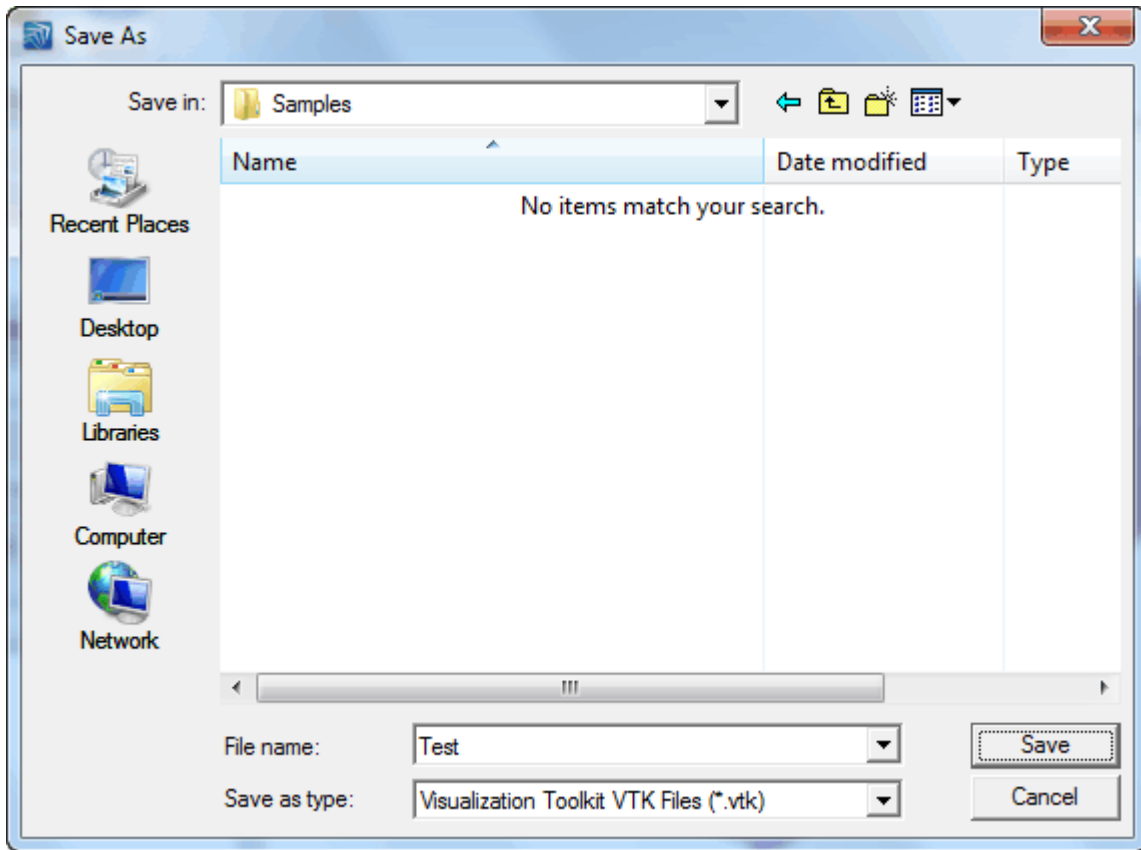 Save As
Save in: Samples
Name Date modified Type
No items match your search.
Recent Places
Desktop
Libraries
Computer
Network
File name: Test Save
Save as type: Visualization Toolkit VTK Files (*.vtk) Cancel